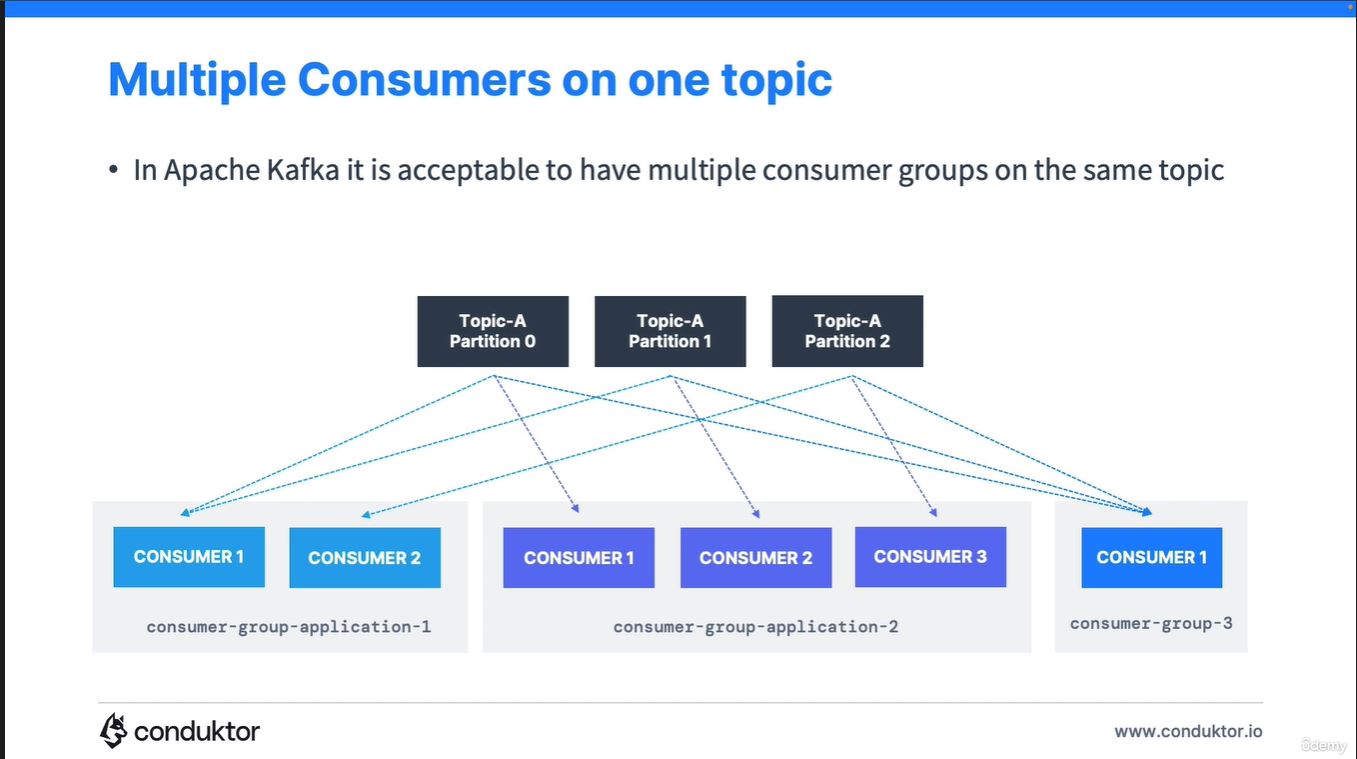 Multiple Consumers on one topic
• In Apache Kafka it is acceptable to have multiple consumer groups on the same topic
Topic-A
Partition 0
Topic-A
Partition 1
Topic-A
Partition 2
CONSUMER 1
CONSUMER 2
consumer-group-application-1
CONSUMER 1
CONSUMER 2
CONSUMER 3
consumer-group-application-2
CONSUMER 1
consumer-group-3
conduktor
www.conduktor.io
ûdemy